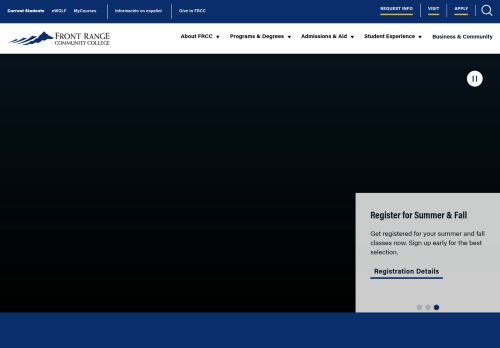 Current Students eWOLF MyCourses Información en español Give to FRCC REQUEST INFO VISIT APPLY
FRONT RANGE
COMMUNITY COLLEGE
About FRCC Programs & Degrees Admissions & Aid Student Experience Business & Community
Register for Summer & Fall
Get registered for your summer and fall
classes now. Sign up early for the best
selection.
Registration Details